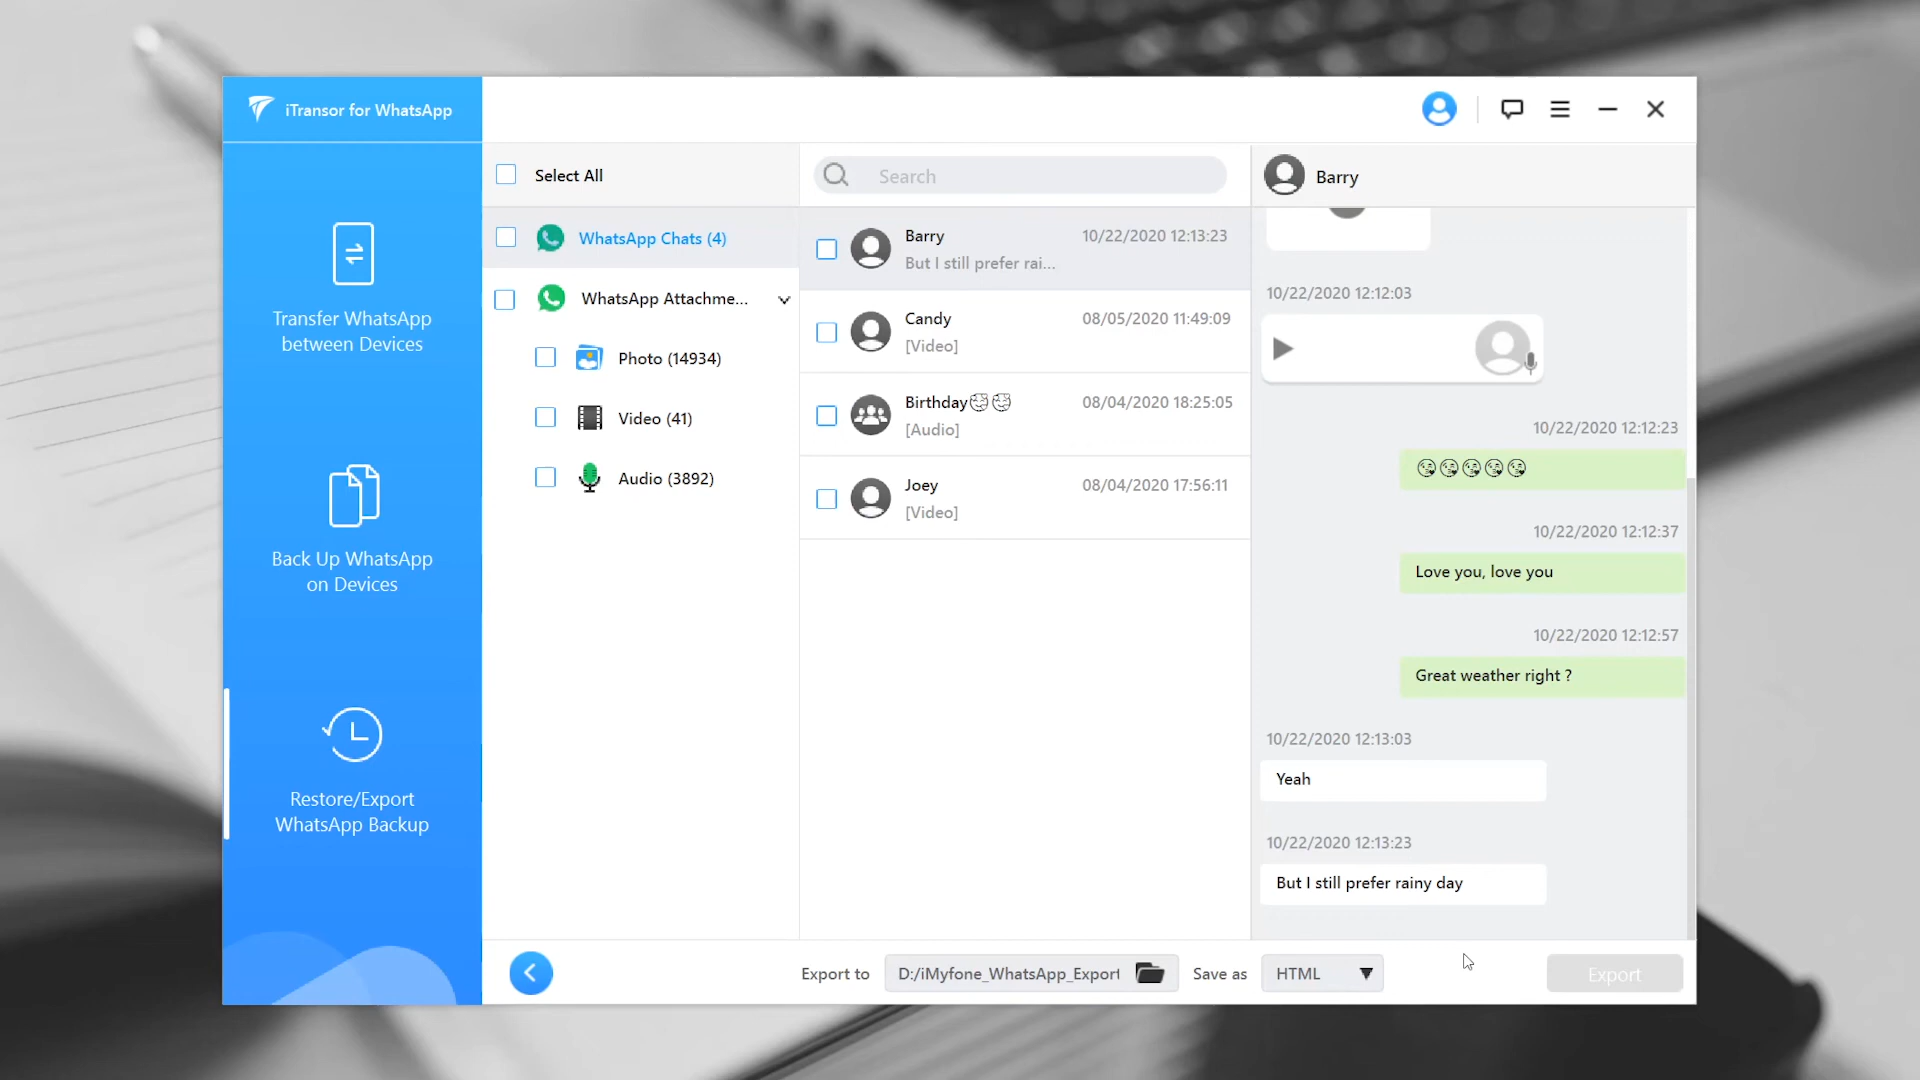 iTransor for WhatsApp
Transfer WhatsApp
between Devices
Back Up WhatsApp
on Devices
Restore/Export
WhatsApp Backup
Select All
WhatsApp Chats (4)
WhatsApp Attachme...
Photo (14934)
Video (41)
Audio (3892)
Search
Barry
10/22/2020 12:13:23
But I still prefer rai...
Candy
08/05/2020 11:49:09
[Video]
Birthday
08/04/2020 18:25:05
[Audio]
Joey
08/04/2020 17:56:11
[Video]
Barry
10/22/2020 12:12:03
10/22/2020 12:12:23
😘😘😘😘😘
10/22/2020 12:12:37
Love you, love you
10/22/2020 12:12:57
Great weather right ?
10/22/2020 12:13:03
Yeah
10/22/2020 12:13:23
But I still prefer rainy day
Export to
D:/iMyfone_WhatsApp_Export
Save as
HTML
Export